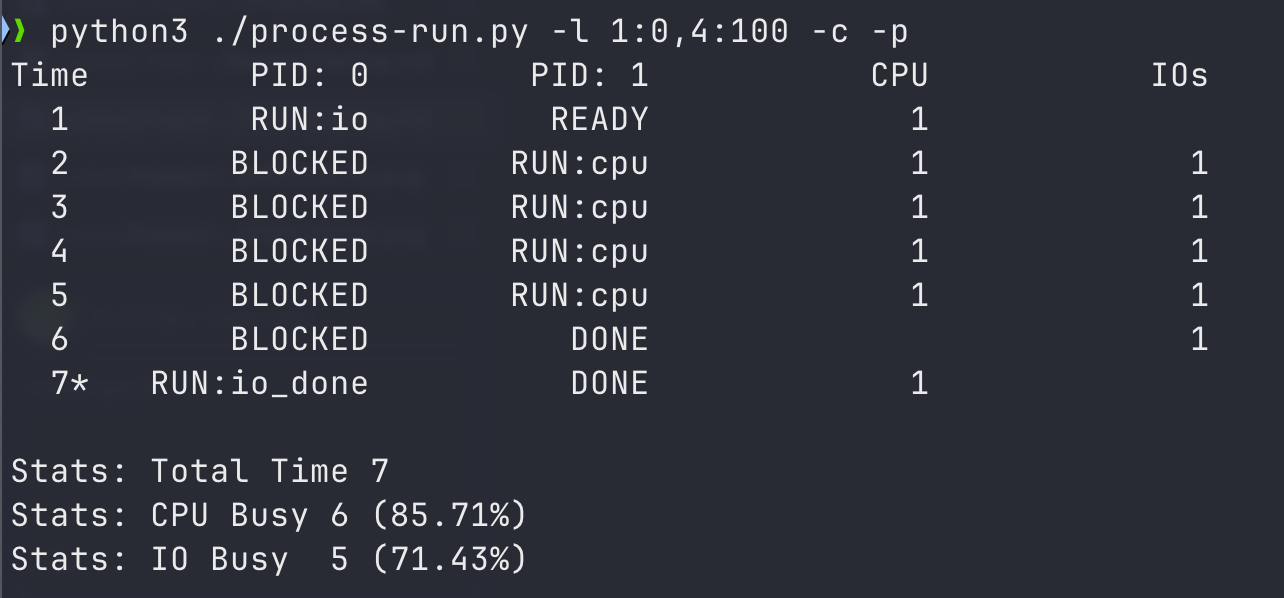 ❯ python3 ./process-run.py -l 1:0,4:100 -c -p
Time        PID: 0        PID: 1           CPU           IOs
  1         RUN:io         READY             1
  2        BLOCKED       RUN:cpu             1             1
  3        BLOCKED       RUN:cpu             1             1
  4        BLOCKED       RUN:cpu             1             1
  5        BLOCKED       RUN:cpu             1             1
  6        BLOCKED          DONE                           1
  7*   RUN:io_done          DONE             1

Stats: Total Time 7
Stats: CPU Busy 6 (85.71%)
Stats: IO Busy  5 (71.43%)